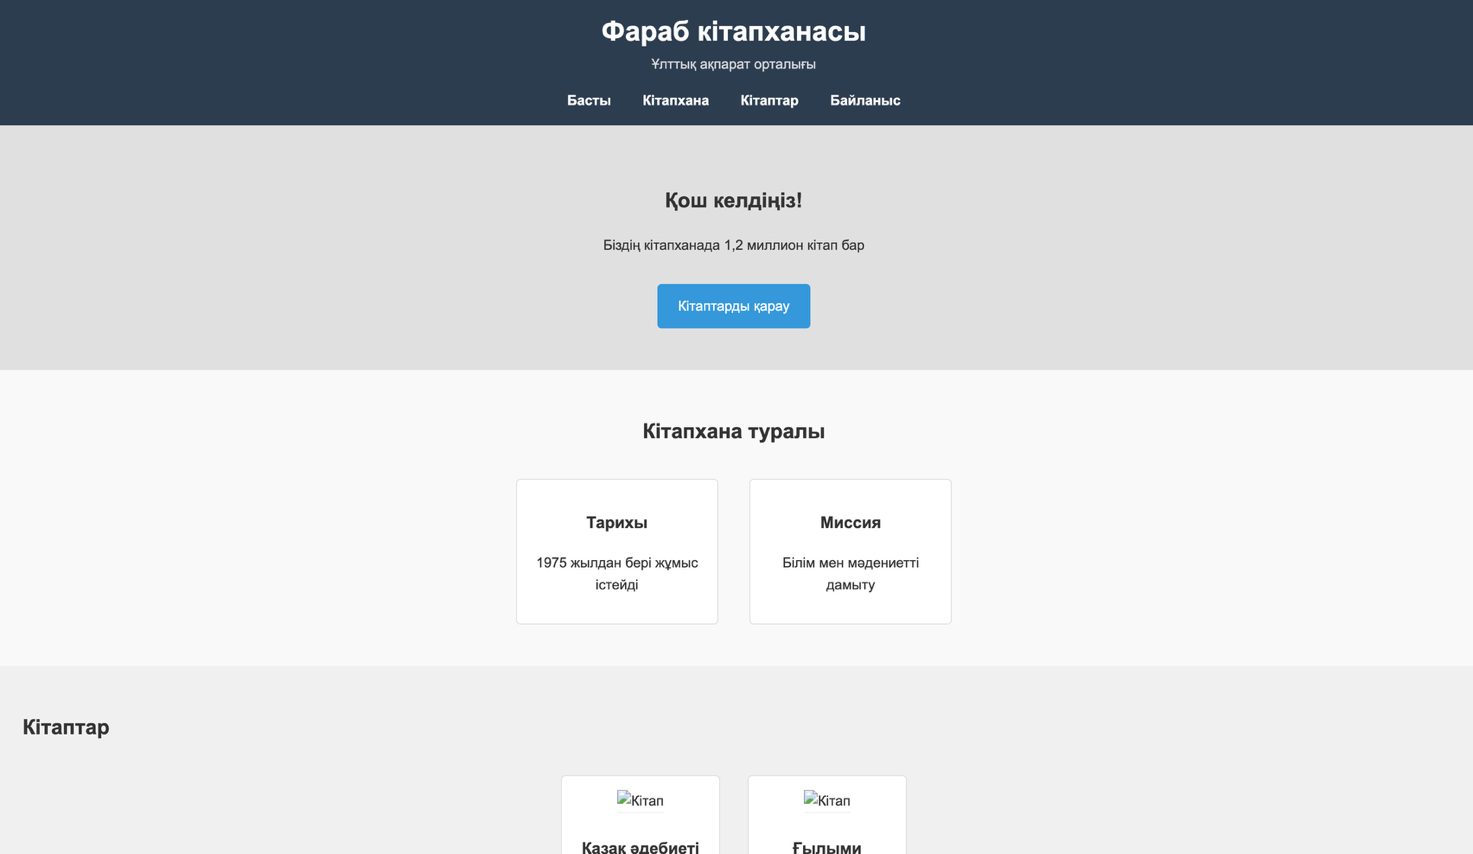 Фараб кітапханасы
Ұлттық ақпарат орталығы
Басты Кітапхана Кітаптар Байланыс
Қош келдіңіз!
Біздің кітапханада 1,2 миллион кітап бар
Кітаптарды қарау
Кітапхана туралы
Тарихы
1975 жылдан бері жұмыс
істейді
Миссия
Білім мен мәдениетті
дамыту
Кітаптар
Кітап
Қазақ әдебиеті
Кітап
Ғылыми